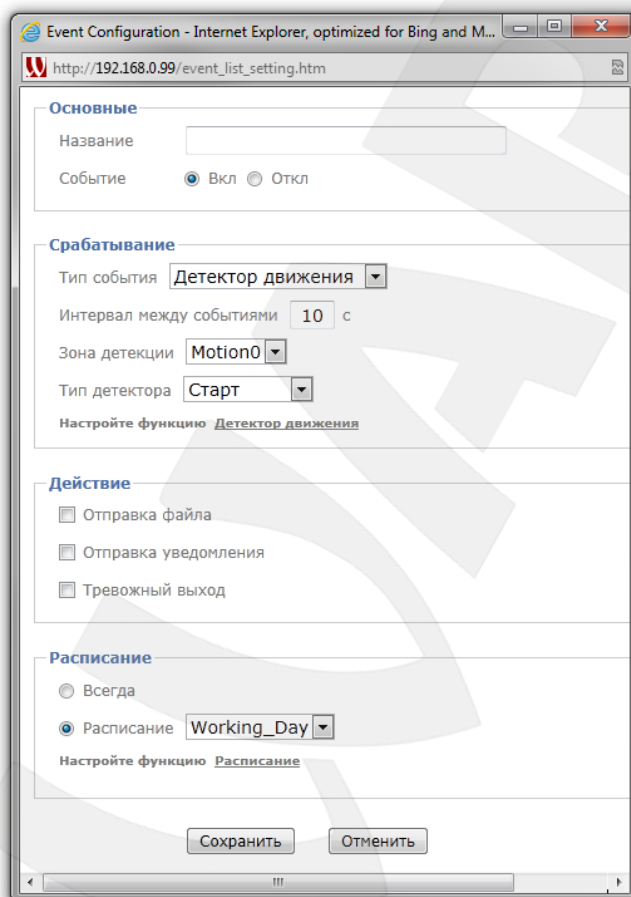 Event Configuration - Internet Explorer, optimized for Bing and M...
http://192.168.0.99/event_list_setting.htm
Основные
Название
Событие Вкл Откл
Срабатывание
Тип события Детектор движения
Интервал между событиями 10 с
Зона детекции Motion0
Тип детектора Старт
Настройте функцию Детектор движения
Действие
Отправка файла
Отправка уведомления
Тревожный выход
Расписание
Всегда
Расписание Working_Day
Настройте функцию Расписание
Сохранить Отменить